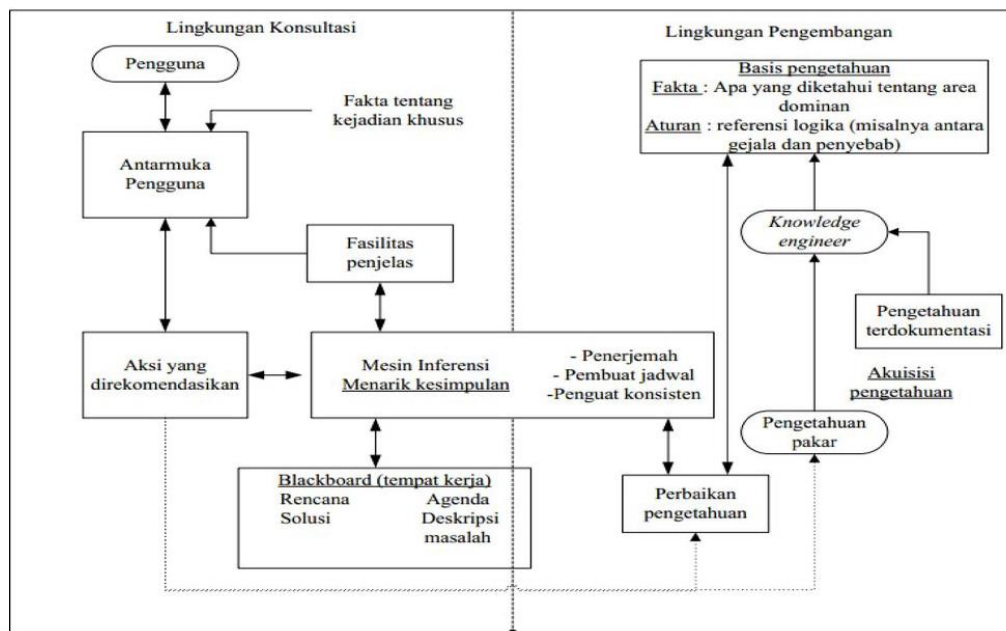 Lingkungan Konsultasi
Pengguna
Fakta tentang
kejadian khusus
Antarmuka
Pengguna
Fasilitas
penjelas
Aksi yang
direkomendasikan
Mesin Inferensi
Menarik kesimpulan
- Penerjemah
- Pembuat jadwal
-Penguat konsisten
Blackboard (tempat kerja)
Rencana Agenda
Solusi Deskripsi
masalah
Lingkungan Pengembangan
Basis pengetahuan
Fakta : Apa yang diketahui tentang area
dominan
Aturan : referensi logika (misalnya antara
gejala dan penyebab)
Knowledge
engineer
Pengetahuan
terdokumentasi
Akuisisi
pengetahuan
Pengetahuan
pakar
Perbaikan
pengetahuan